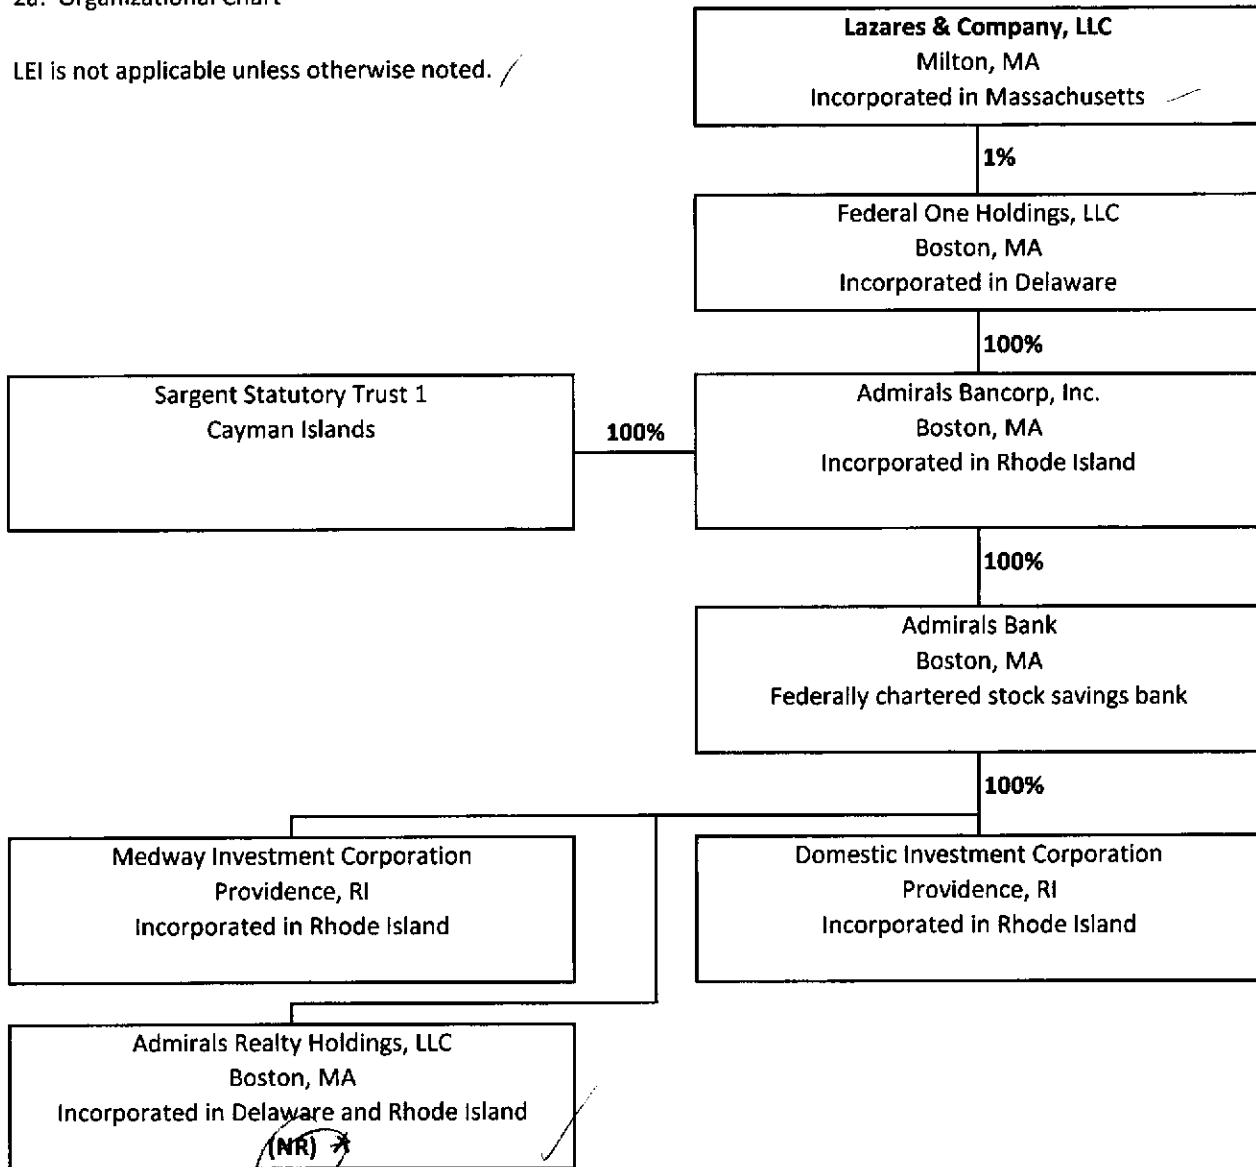 2a. Organizational Chart
LEI is not applicable unless otherwise noted.
Lazares & Company, LLC
Milton, MA
Incorporated in Massachusetts
1%
Federal One Holdings, LLC
Boston, MA
Incorporated in Delaware
100%
Sargent Statutory Trust 1
Cayman Islands
100%
Admirals Bancorp, Inc.
Boston, MA
Incorporated in Rhode Island
100%
Admirals Bank
Boston, MA
Federally chartered stock savings bank
100%
Medway Investment Corporation
Providence, RI
Incorporated in Rhode Island
Domestic Investment Corporation
Providence, RI
Incorporated in Rhode Island
Admirals Realty Holdings, LLC
Boston, MA
Incorporated in Delaware and Rhode Island
(NR) *